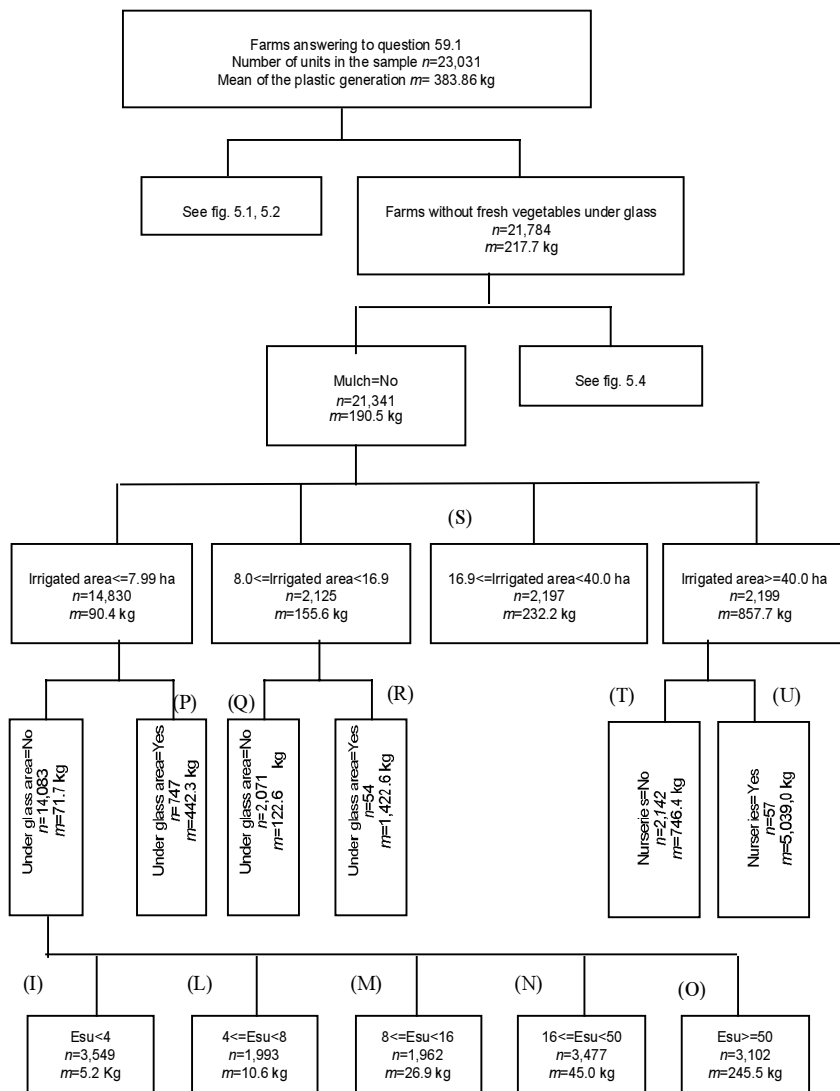 Farms answering to question 59.1
Number of units in the sample n=23,031
Mean of the plastic generation m= 383.86 kg
See fig. 5.1, 5.2
Farms without fresh vegetables under glass
n=21,784
m=217.7 kg
Mulch=No
n=21,341
m=190.5 kg
See fig. 5.4
(S)
Irrigated area<=7.99 ha
n=14,830
m=90.4 kg
8.0<=Irrigated area<16.9
n=2,125
m=155.6 kg
16.9<=Irrigated area<40.0 ha
n=2,197
m=232.2 kg
Irrigated area>=40.0 ha
n=2,199
m=857.7 kg
(P)
(Q)
(R)
(T)
(U)
Under glass area=No
n=14,083
m=71.7 kg
Under glass area=Yes
n=747
m=442.3 kg
Under glass area=No
n=2,071
m=122.6 kg
Under glass area=Yes
n=54
m=1,422.6 kg
Nurserie s=No
n=2,142
m=746.4 kg
Nurser ies=Yes
n=57
m=5,039,0 kg
(I)
(L)
(M)
(N)
(O)
Esu<4
n=3,549
m=5.2 Kg
4<=Esu<8
n=1,993
m=10.6 kg
8<=Esu<16
n=1,962
m=26.9 kg
16<=Esu<50
n=3,477
m=45.0 kg
Esu>=50
n=3,102
m=245.5 kg